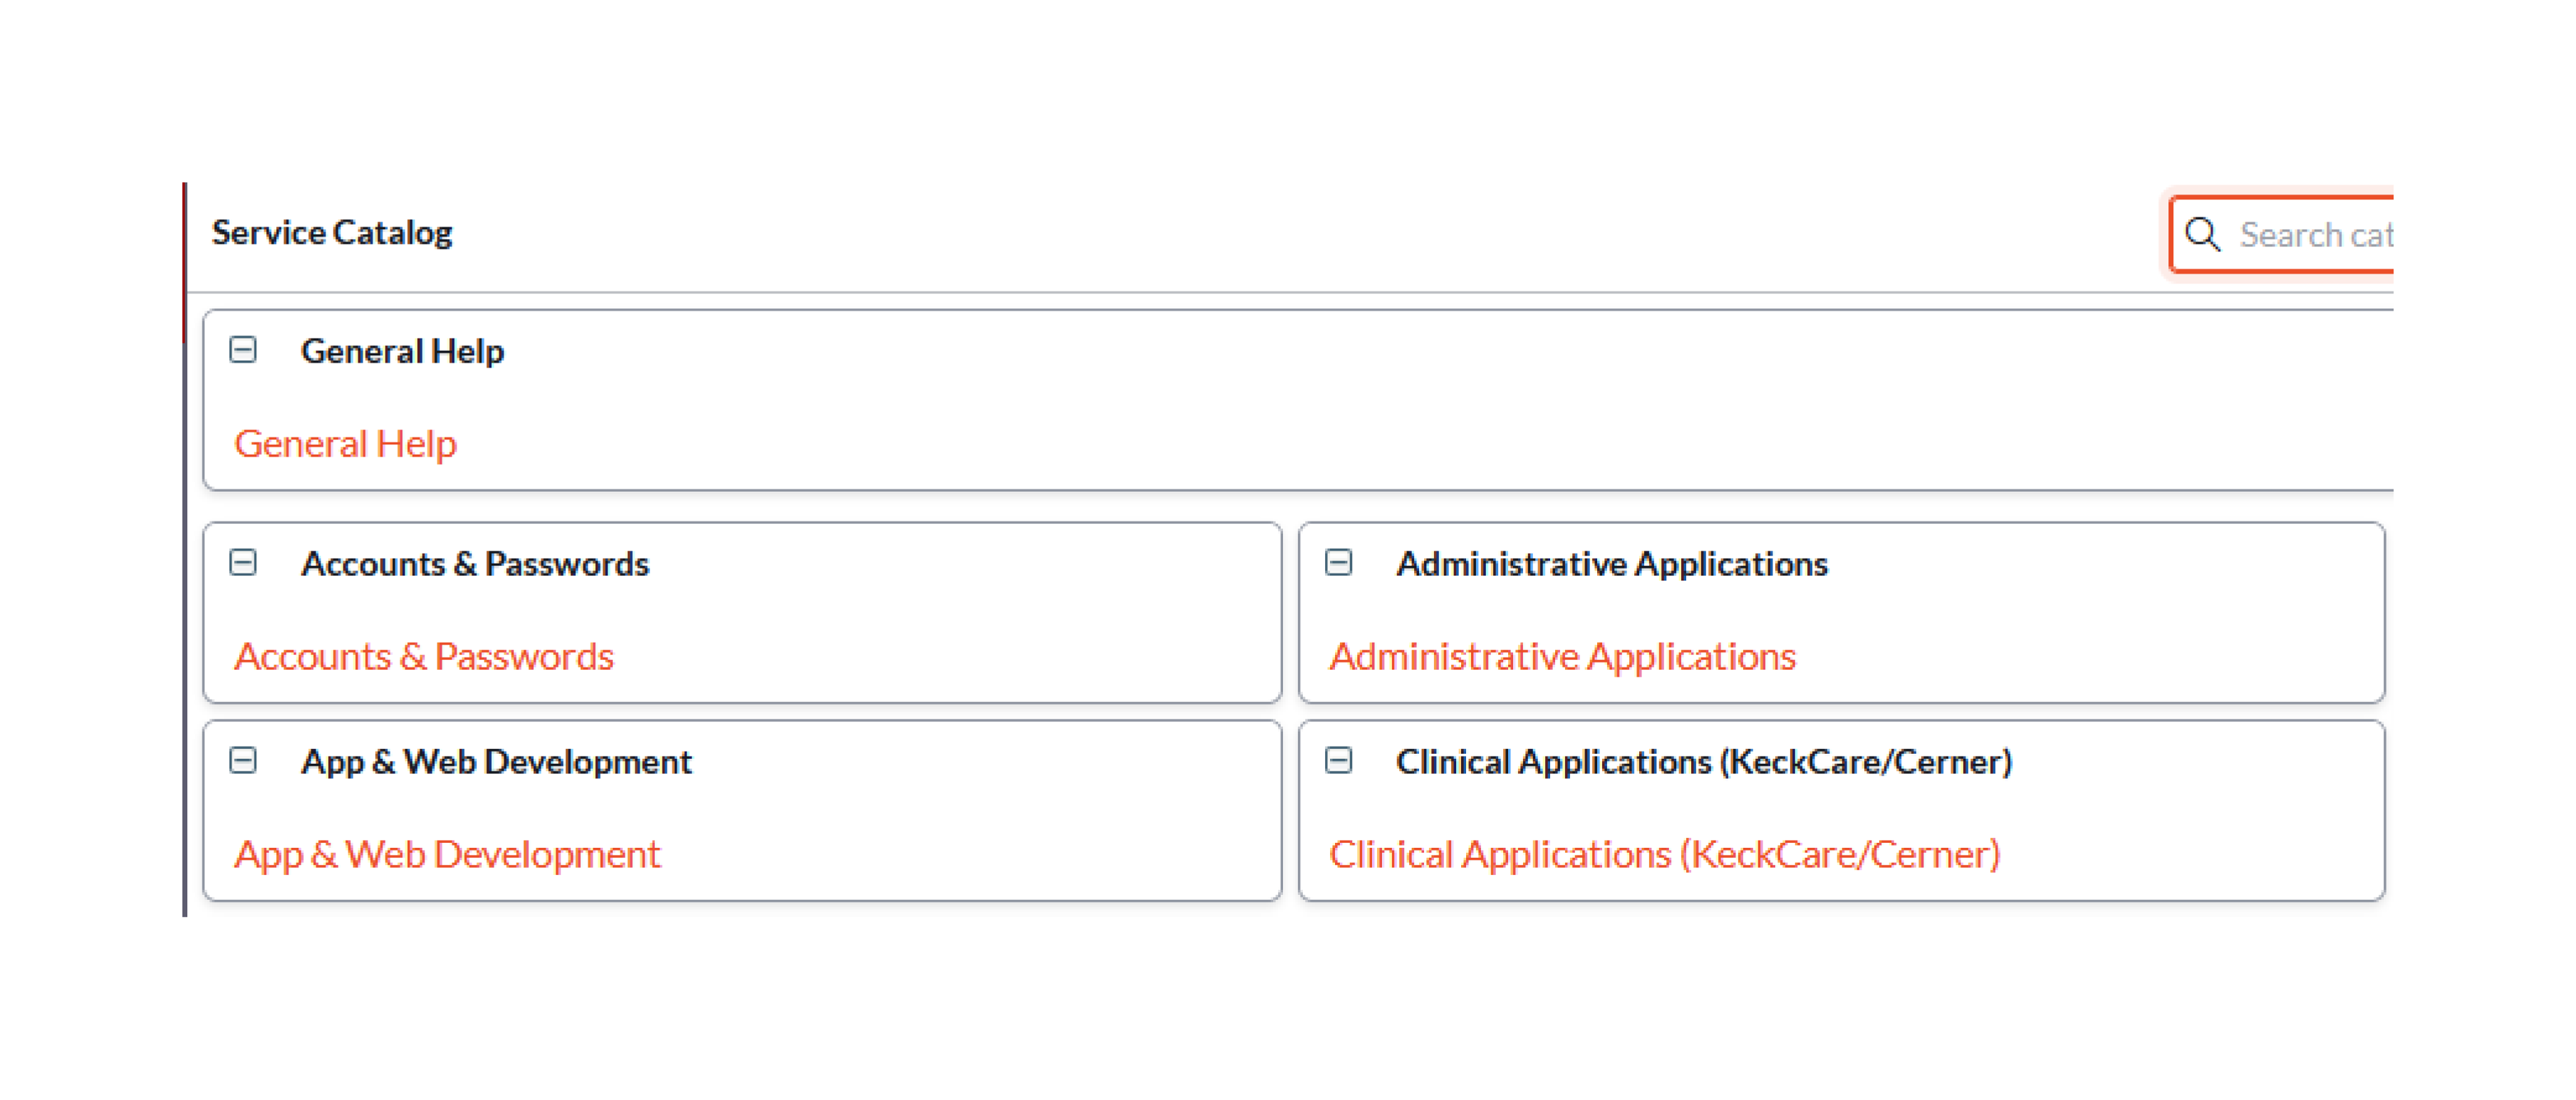 Service Catalog
Search cat
General Help
General Help
Accounts & Passwords
Accounts & Passwords
Administrative Applications
Administrative Applications
App & Web Development
App & Web Development
Clinical Applications (KeckCare/Cerner)
Clinical Applications (KeckCare/Cerner)